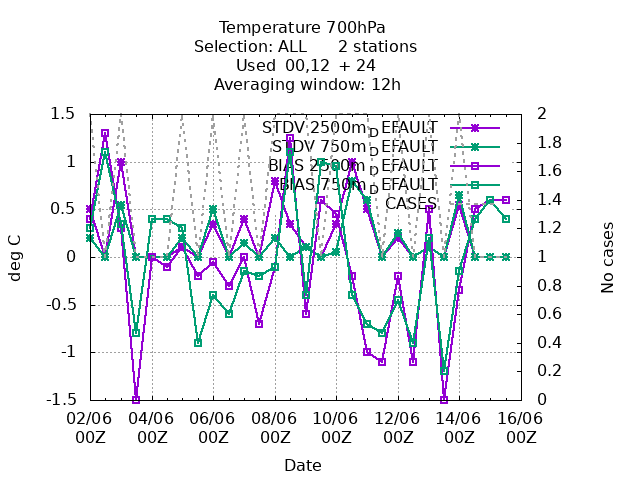 Temperature 700hPa
Selection: ALL 2 stations
Used 00,12 + 24
Averaging window: 12h
1.5
1
0.5
0
-0.5
-1
-1.5
deg C
2
1.8
1.6
1.4
1.2
1
0.8
0.6
0.4
0.2
0
No cases
STDV 2500mDEFAULT
STDV 750mDEFAULT
BIAS 2500mDEFAULT
BIAS 750mDEFAULT
CASES
02/06 04/06 06/06 08/06 10/06 12/06 14/06 16/06
00Z 00Z 00Z 00Z 00Z 00Z 00Z 00Z
Date